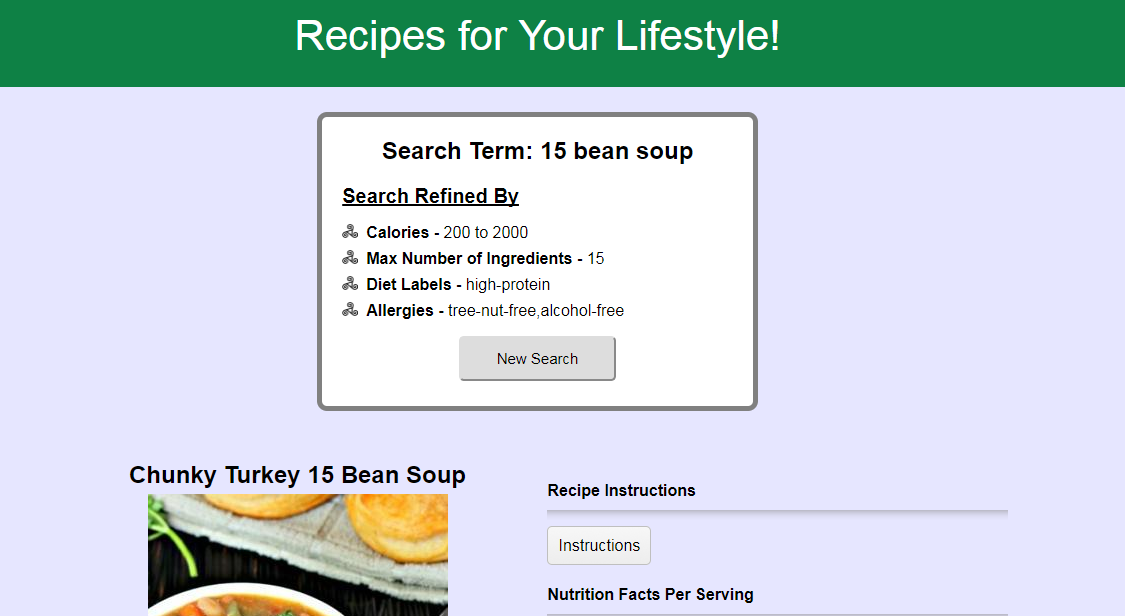 Recipes for Your Lifestyle!
Search Term: 15 bean soup
Search Refined By
Calories - 200 to 2000
Max Number of Ingredients - 15
Diet Labels - high-protein
Allergies - tree-nut-free,alcohol-free
New Search
Chunky Turkey 15 Bean Soup
Recipe Instructions
Instructions
Nutrition Facts Per Serving